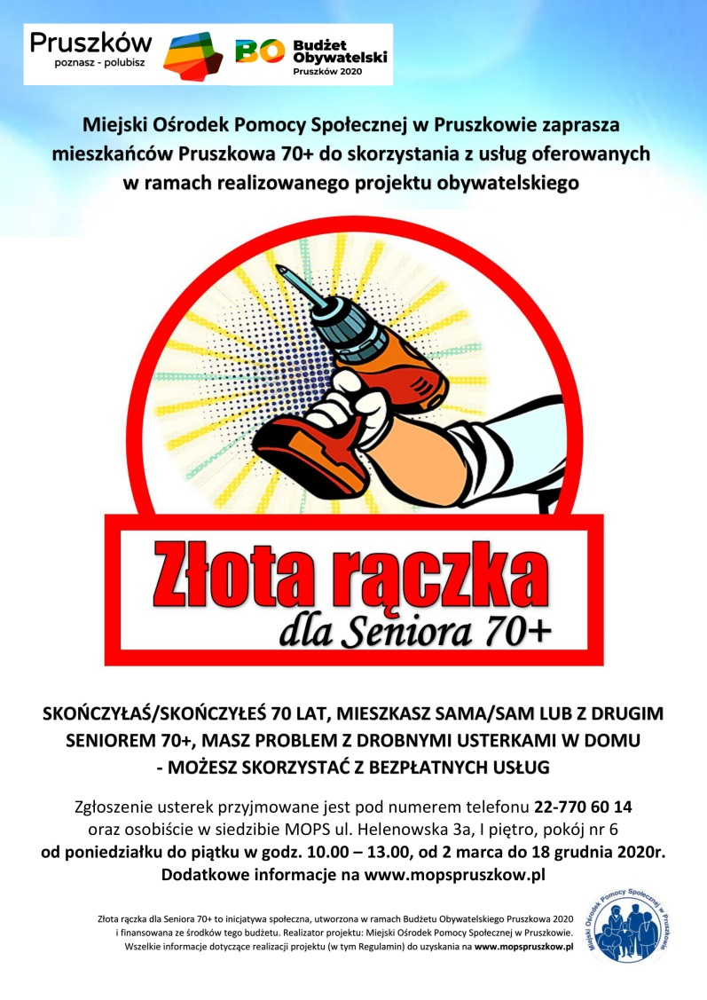 Pruszków
poznasz - polubisz
BO Budżet
Obywatelski
Pruszków 2020
Miejski Ośrodek Pomocy Społecznej w Pruszkowie zaprasza
mieszkańców Pruszkowa 70+ do skorzystania z usług oferowanych
w ramach realizowanego projektu obywatelskiego
Złota rączka
dla Seniora 70+
SKOŃCZYŁAŚ/SKOŃCZYŁEŚ 70 LAT, MIESZKASZ SAMA/SAM LUB Z DRUGIM
SENIOREM 70+, MASZ PROBLEM Z DROBNYMI USTERKAMI W DOMU
- MOŻESZ SKORZYSTAĆ Z BEZPŁATNYCH USŁUG
Zgłoszenie usterek przyjmowane jest pod numerem telefonu 22-770 60 14
oraz osobiście w siedzibie MOPS ul. Helenowska 3a, I piętro, pokój nr 6
od poniedziałku do piątku w godz. 10.00 – 13.00, od 2 marca do 18 grudnia 2020r.
Dodatkowe informacje na www.mopspruszkow.pl
Złota rączka dla Seniora 70+ to inicjatywa społeczna, utworzona w ramach Budżetu Obywatelskiego Pruszkowa 2020
i finansowana ze środków tego budżetu. Realizator projektu: Miejski Ośrodek Pomocy Społecznej w Pruszkowie.
Wszelkie informacje dotyczące realizacji projektu (w tym Regulamin) do uzyskania na www.mopspruszkow.pl
Miejski Ośrodek Pomocy Społecznej w Pruszkowie